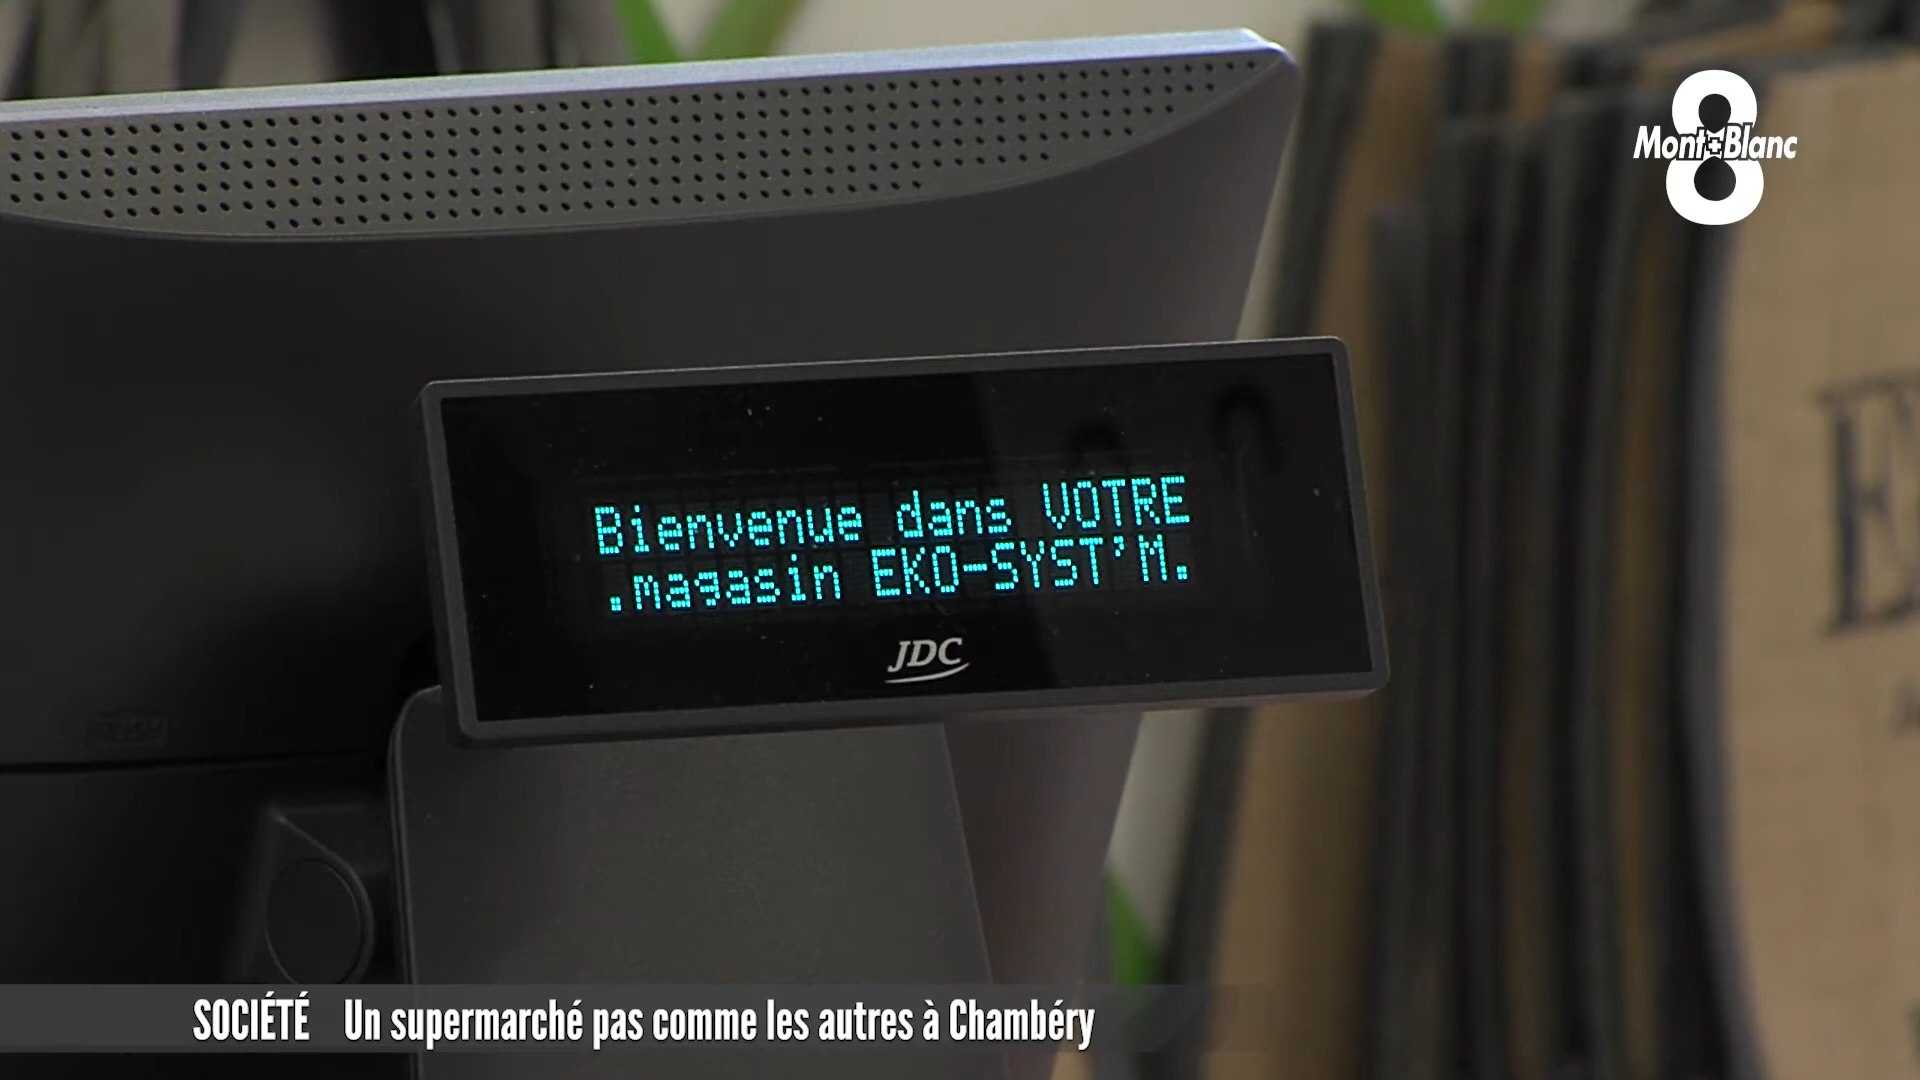 8
Mont+Blanc
Bienvenue dans VOTRE
.magasin EKO-SYST'M.
JDC
SOCIÉTÉ Un supermarché pas comme les autres à Chambéry